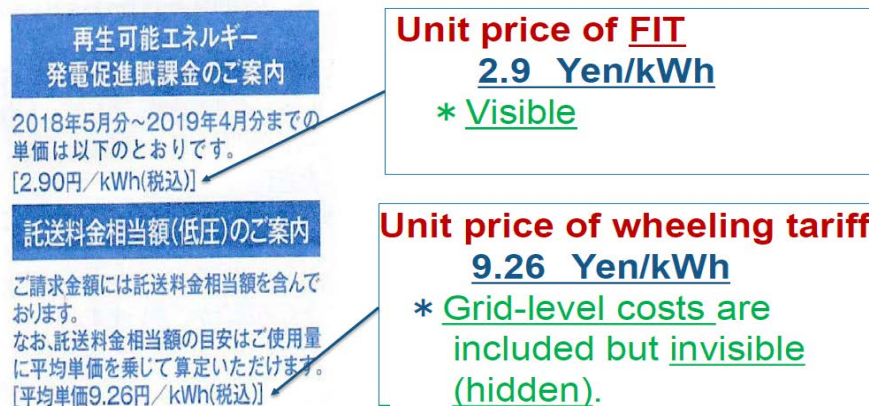 再生可能エネルギー
発電促進賦課金のご案内
2018年5月分~2019年4月分までの
単価は以下のとおりです。
[2.90円/kWh(税込)]
託送料金相当額(低圧)のご案内
ご請求金額には託送料金相当額を含んで
おります。
なお、託送料金相当額の目安はご使用量
に平均単価を乗じて算定いただけます。
[平均単価9.26円/kWh(税込)]
Unit price of FIT
2.9 Yen/kWh
* Visible
Unit price of wheeling tariff
9.26 Yen/kWh
* Grid-level costs are
included but invisible
(hidden).